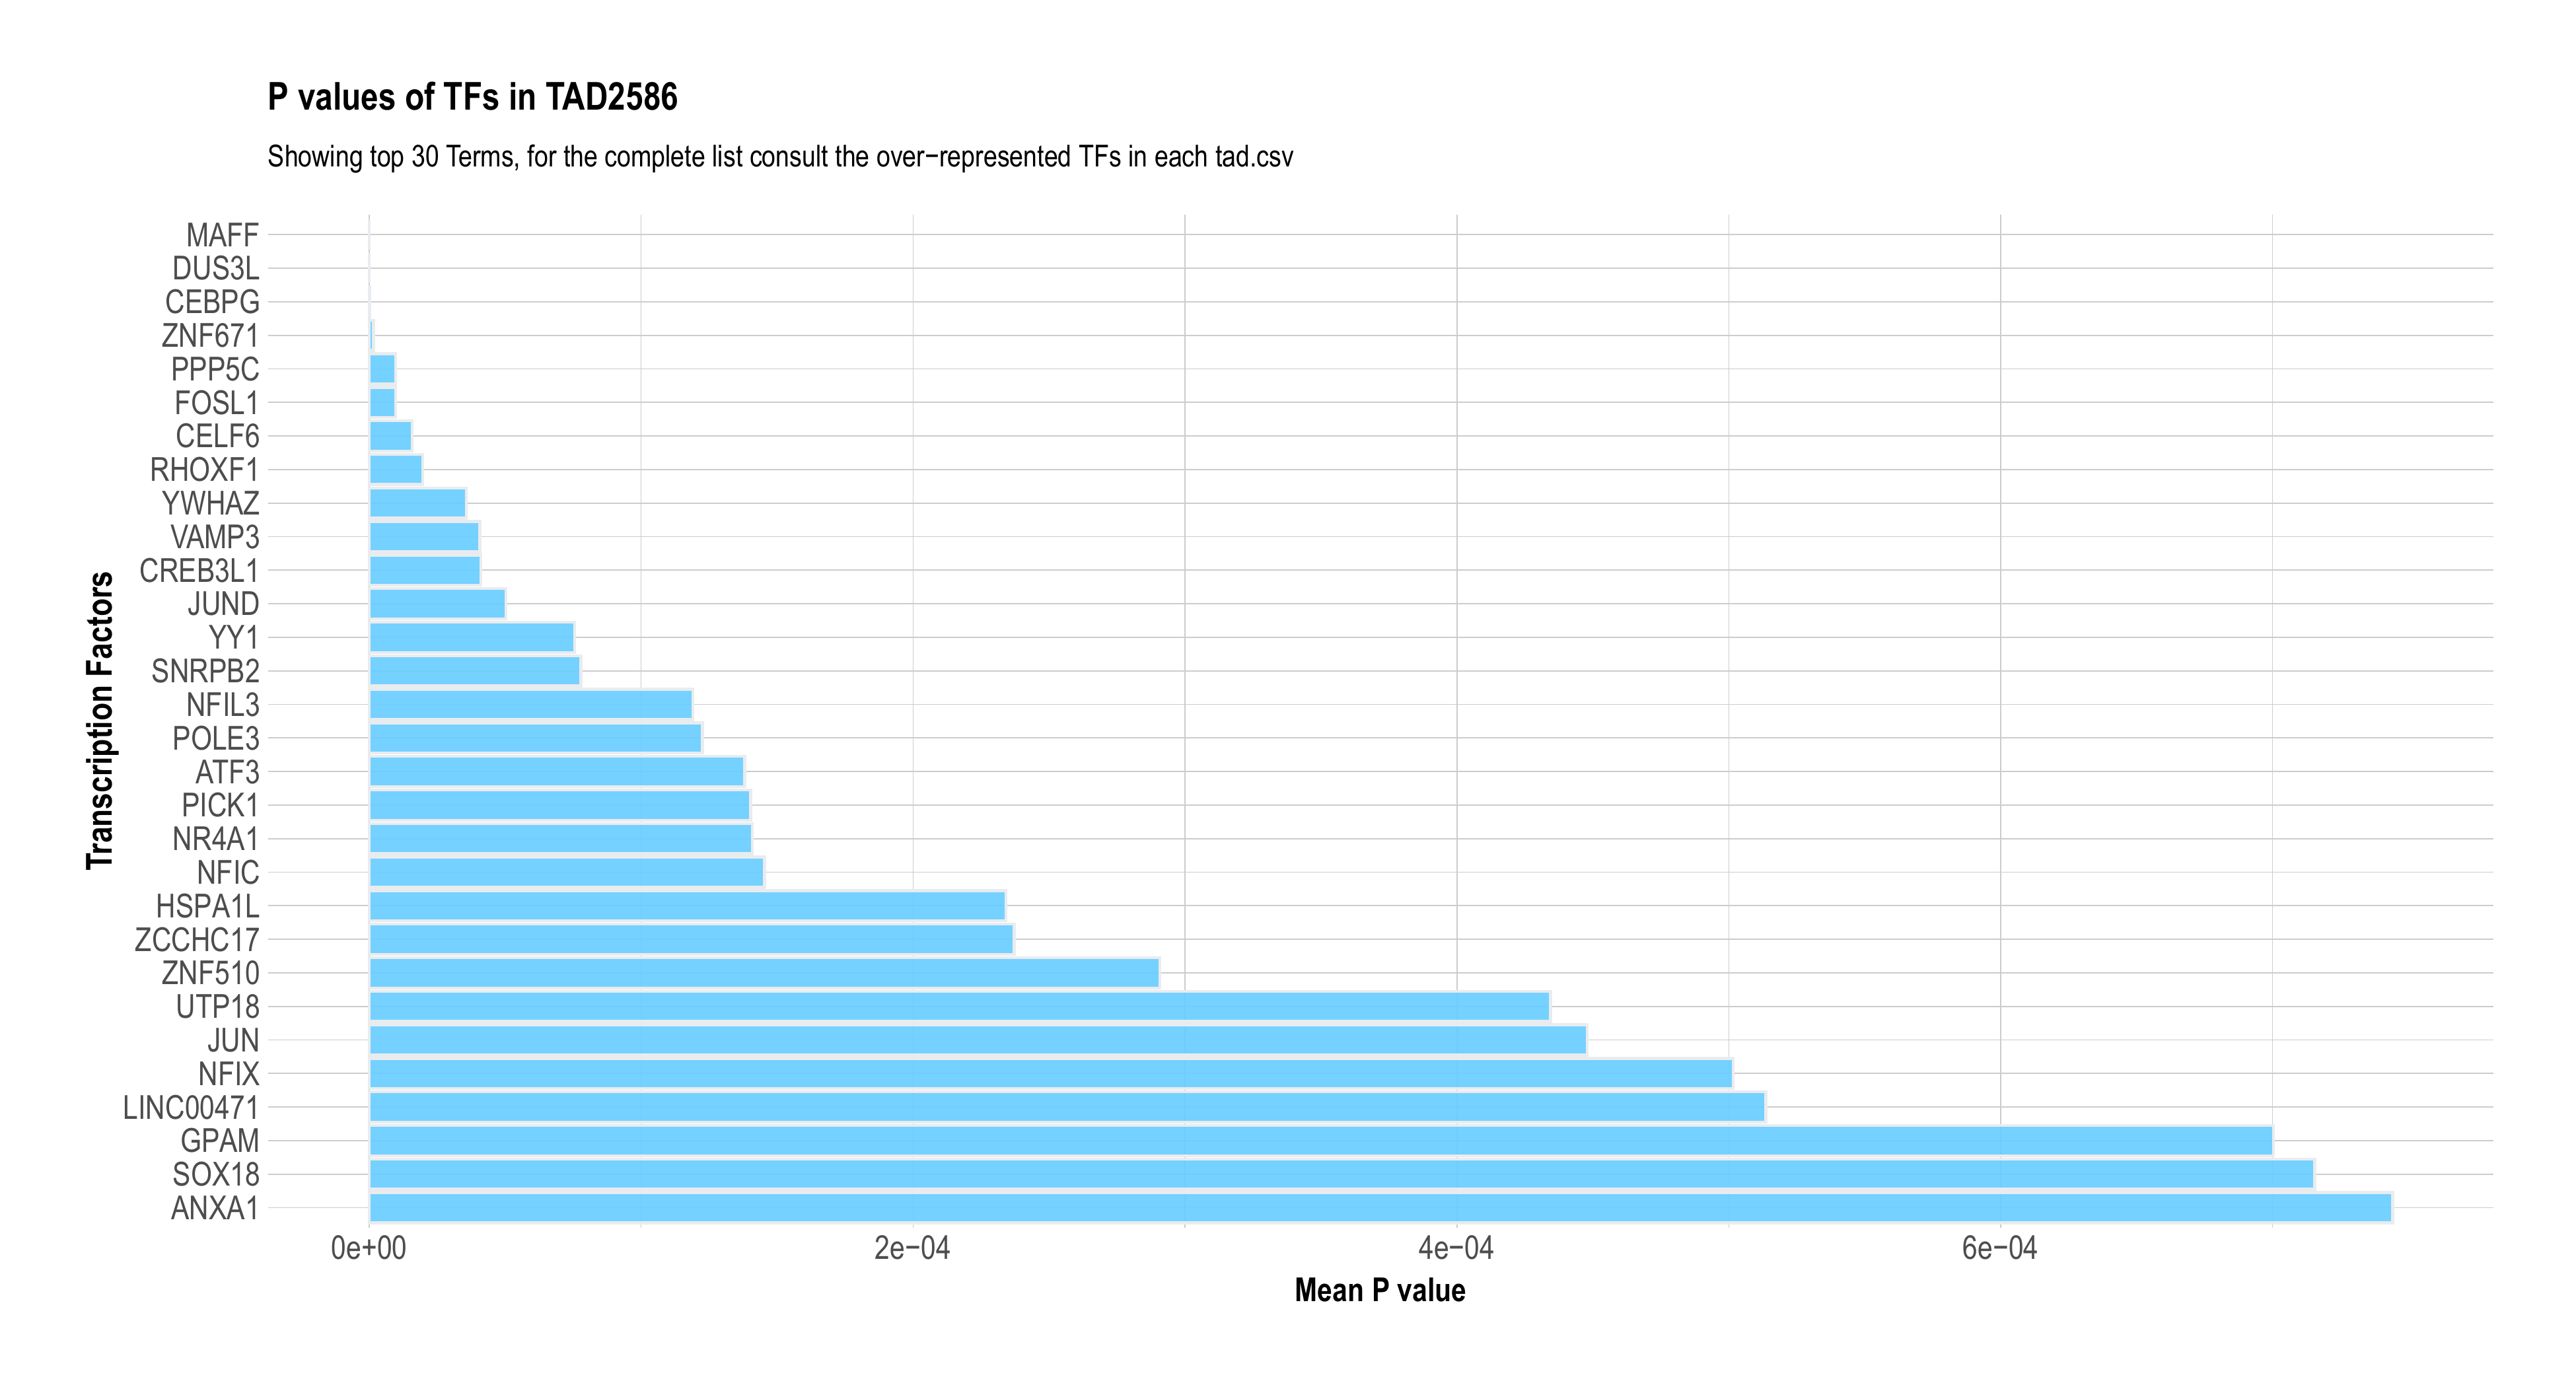 P values of TFs in TAD2586
Showing top 30 Terms, for the complete list consult the over−represented TFs in each tad.csv
Transcription Factors
MAFF
DUS3L
CEBPG
ZNF671
PPP5C
FOSL1
CELF6
RHOXF1
YWHAZ
VAMP3
CREB3L1
JUND
YY1
SNRPB2
NFIL3
POLE3
ATF3
PICK1
NR4A1
NFIC
HSPA1L
ZCCHC17
ZNF510
UTP18
JUN
NFIX
LINC00471
GPAM
SOX18
ANXA1
0e+00 2e−04 4e−04 6e−04
Mean P value